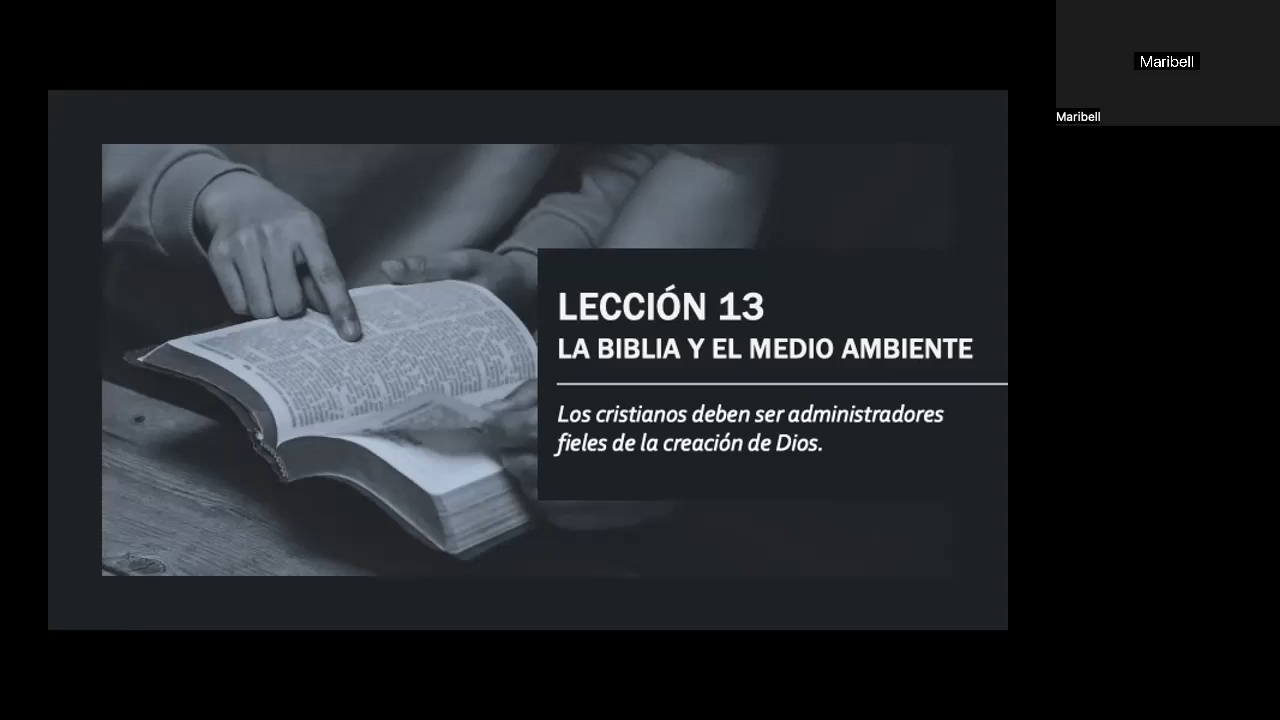 LECCIÓN 13
LA BIBLIA Y EL MEDIO AMBIENTE
Los cristianos deben ser administradores
fieles de la creación de Dios.
Maribell
Maribell